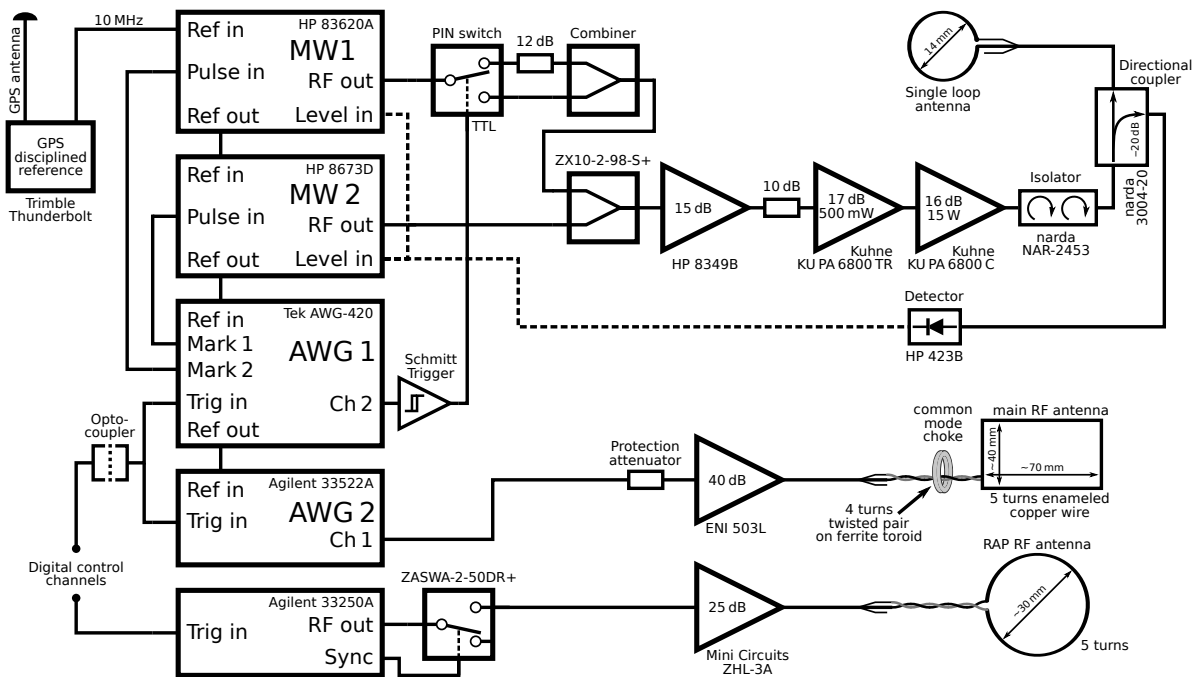 GPS antenna
10 MHz
GPS
disciplined
reference
Trimble
Thunderbolt
HP 83620A
Ref in
MW1
Pulse in
RF out
Ref out
Level in
HP 8673D
Ref in
MW 2
Pulse in
RF out
Ref out
Level in
Tek AWG-420
Ref in
Mark 1
AWG 1
Mark 2
Trig in
Ch 2
Ref out
Agilent 33522A
Ref in
AWG 2
Trig in
Ch 1
Agilent 33250A
Trig in
RF out
Sync
Opto-
coupler
Digital control
channels
PIN switch
TTL
12 dB
Combiner
ZX10-2-98-S+
Schmitt
Trigger
15 dB
HP 8349B
10 dB
17 dB
500 mW
Kuhne
KU PA 6800 TR
16 dB
15 W
Kuhne
KU PA 6800 C
Isolator
narda
NAR-2453
14 mm
Single loop
antenna
Directional
coupler
~20 dB
narda
3004-20
Detector
HP 423B
Protection
attenuator
40 dB
ENI 503L
common
mode
choke
4 turns
twisted pair
on ferrite toroid
main RF antenna
~40 mm
~70 mm
5 turns enameled
copper wire
ZASWA-2-50DR+
25 dB
Mini Circuits
ZHL-3A
RAP RF antenna
~30 mm
5 turns